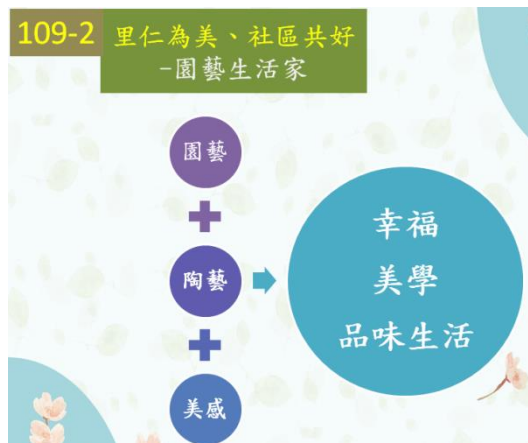 109-2
里仁為美、社區共好
-園藝生活家
園藝
陶藝
美感
幸福
美學
品味生活